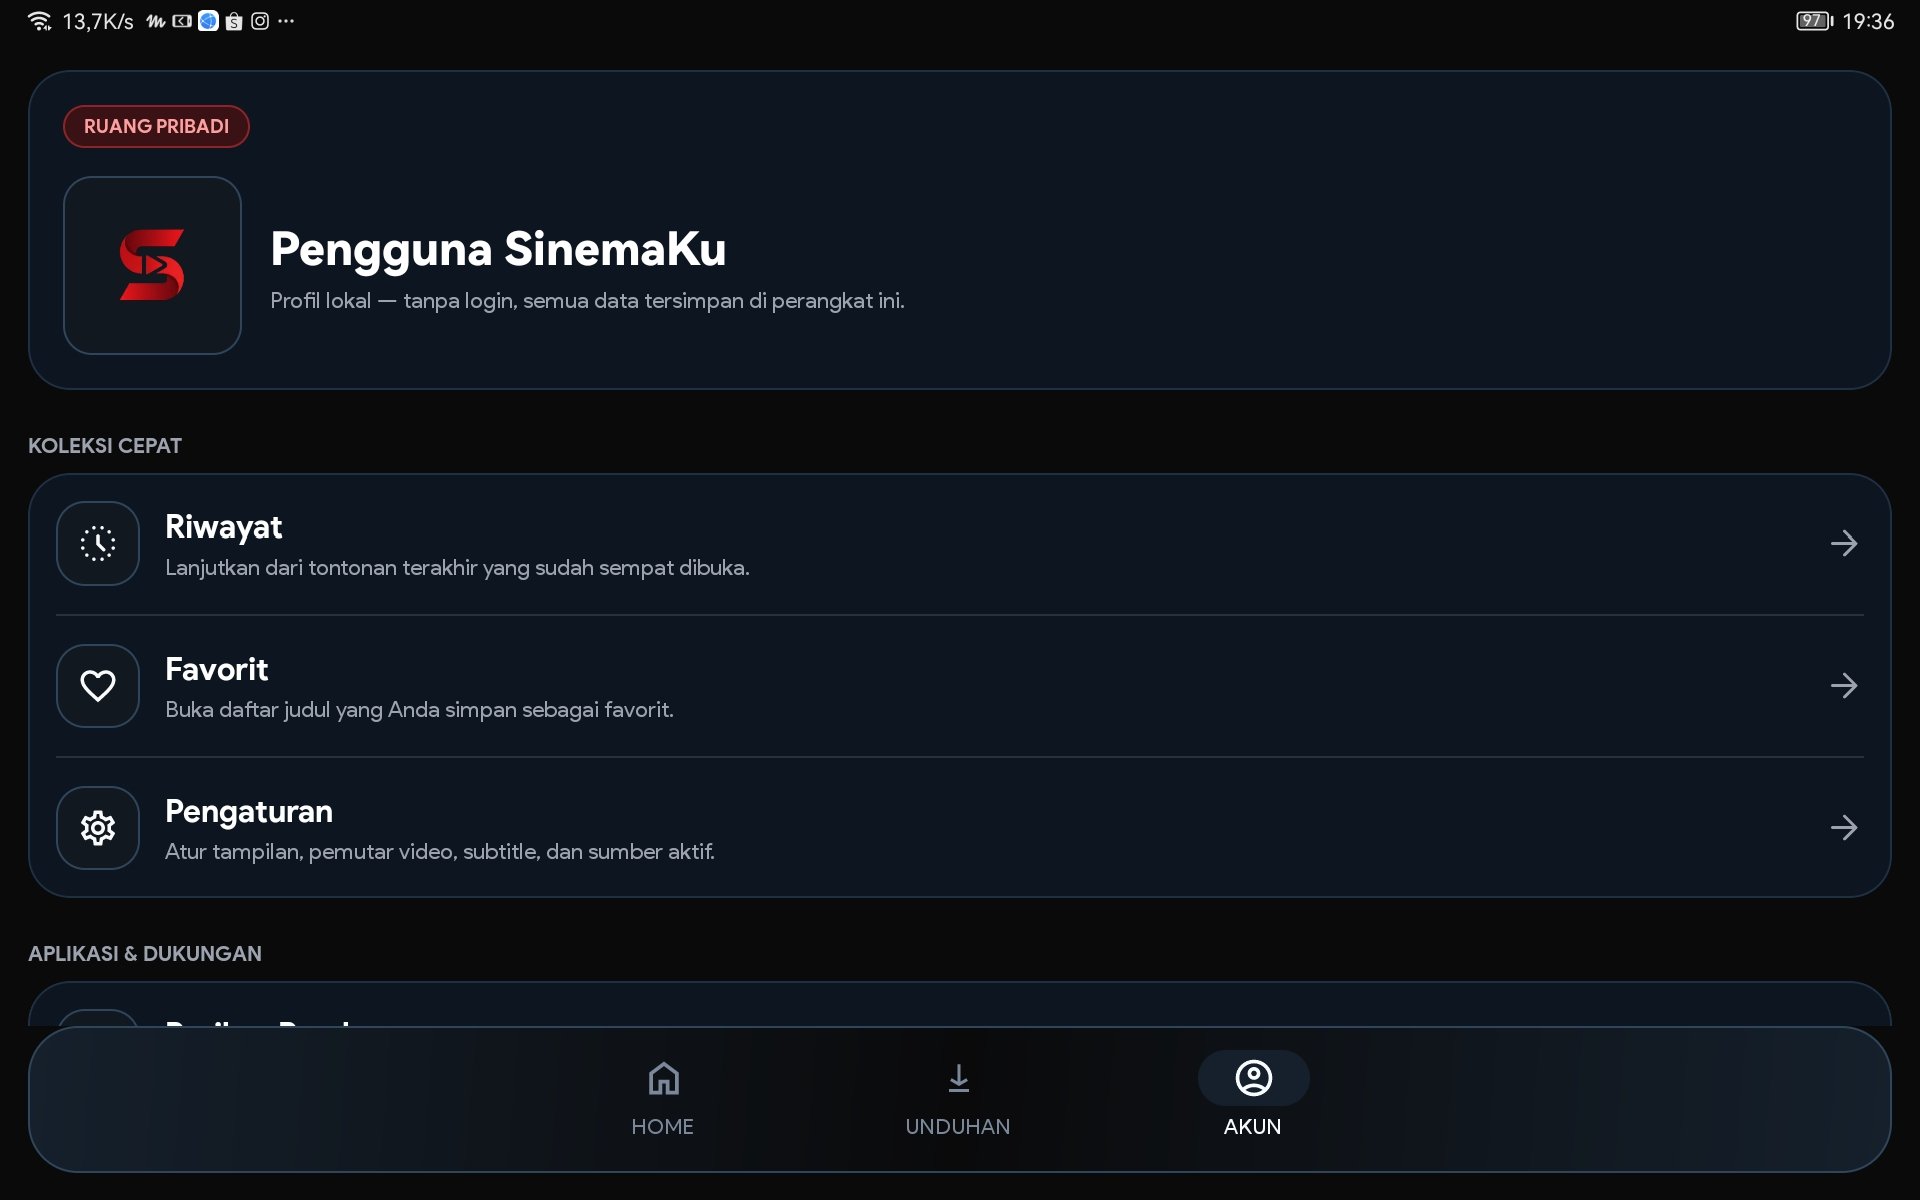 13,7K/s
97 19:36
RUANG PRIBADI
Pengguna SinemaKu
Profil lokal — tanpa login, semua data tersimpan di perangkat ini.
KOLEKSI CEPAT
Riwayat
Lanjutkan dari tontonan terakhir yang sudah sempat dibuka.
Favorit
Buka daftar judul yang Anda simpan sebagai favorit.
Pengaturan
Atur tampilan, pemutar video, subtitle, dan sumber aktif.
APLIKASI & DUKUNGAN
HOME
UNDUHAN
AKUN